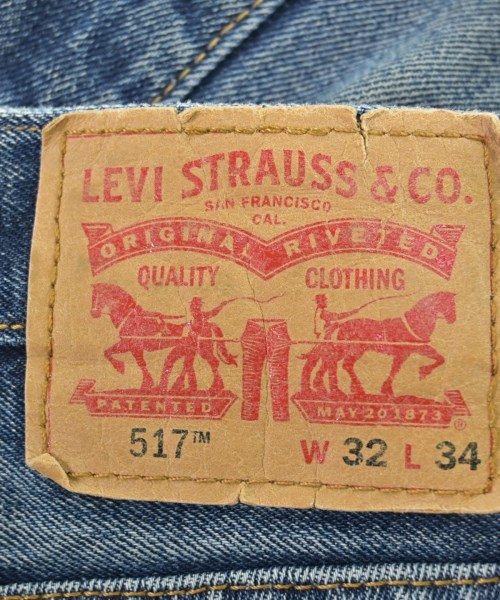 LEVI STRAUSS & CO.
SAN FRANCISCO
CAL.
ORIGINAL RIVETED
QUALITY CLOTHING
PATENTED MAY 20 1873 ®
517™ W 32 L 34